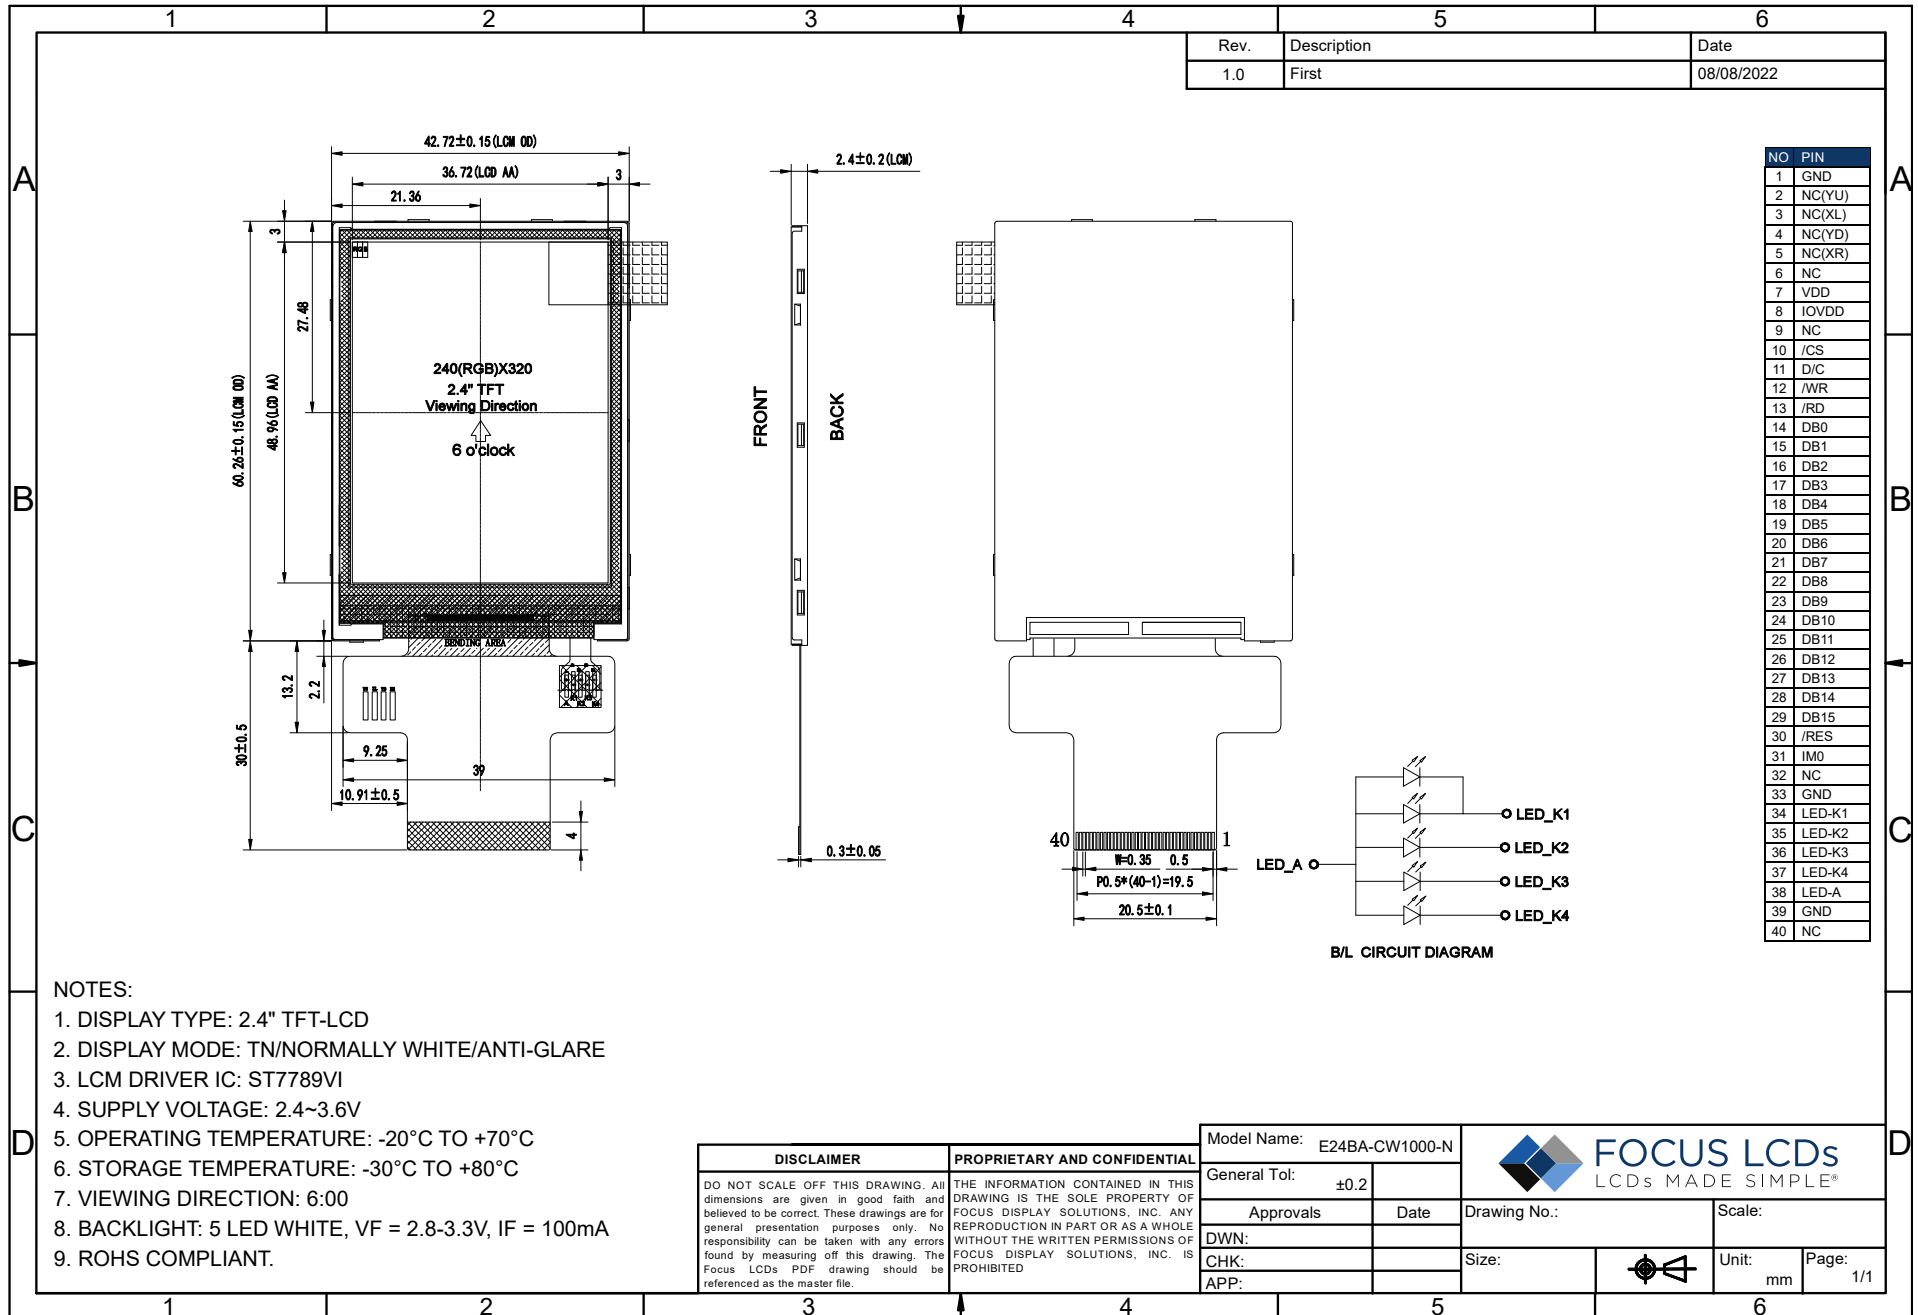 1 2 3 4 5 6
Rev. Description Date
1.0 First 08/08/2022
A
B
C
D
A
B
C
D
42.72±0.15(LCM OD)
36.72(LCD AA)
3
21.36
3
27.48
48.96(LCD AA)
60.26±0.15(LCM OD)
240(RGB)X320
2.4" TFT
Viewing Direction
6 o'clock
BENDING AREA
13.2
2.2
30±0.5
9.25
39
10.91±0.5
4
2.4±0.2(LCM)
FRONT
BACK
0.3±0.05
40 1
W=0.35 0.5
P0.5*(40-1)=19.5
20.5±0.1
LED_A
LED_K1
LED_K2
LED_K3
LED_K4
B/L CIRCUIT DIAGRAM
NO PIN
1 GND
2 NC(YU)
3 NC(XL)
4 NC(YD)
5 NC(XR)
6 NC
7 VDD
8 IOVDD
9 NC
10 /CS
11 D/C
12 /WR
13 /RD
14 DB0
15 DB1
16 DB2
17 DB3
18 DB4
19 DB5
20 DB6
21 DB7
22 DB8
23 DB9
24 DB10
25 DB11
26 DB12
27 DB13
28 DB14
29 DB15
30 /RES
31 IM0
32 NC
33 GND
34 LED-K1
35 LED-K2
36 LED-K3
37 LED-K4
38 LED-A
39 GND
40 NC
NOTES:
1. DISPLAY TYPE: 2.4" TFT-LCD
2. DISPLAY MODE: TN/NORMALLY WHITE/ANTI-GLARE
3. LCM DRIVER IC: ST7789VI
4. SUPPLY VOLTAGE: 2.4~3.6V
5. OPERATING TEMPERATURE: -20°C TO +70°C
6. STORAGE TEMPERATURE: -30°C TO +80°C
7. VIEWING DIRECTION: 6:00
8. BACKLIGHT: 5 LED WHITE, VF = 2.8-3.3V, IF = 100mA
9. ROHS COMPLIANT.
DISCLAIMER
DO NOT SCALE OFF THIS DRAWING. All
dimensions are given in good faith and
believed to be correct. These drawings are for
general presentation purposes only. No
responsibility can be taken with any errors
found by measuring off this drawing. The
Focus LCDs PDF drawing should be
referenced as the master file.
PROPRIETARY AND CONFIDENTIAL
THE INFORMATION CONTAINED IN THIS
DRAWING IS THE SOLE PROPERTY OF
FOCUS DISPLAY SOLUTIONS, INC. ANY
REPRODUCTION IN PART OR AS A WHOLE
WITHOUT THE WRITTEN PERMISSIONS OF
FOCUS DISPLAY SOLUTIONS, INC. IS
PROHIBITED
Model Name: E24BA-CW1000-N
General Tol: ±0.2
Approvals Date
DWN:
CHK:
APP:
FOCUS LCDs
LCDs MADE SIMPLE®
Drawing No.: Scale:
Size: Unit: mm Page: 1/1
1 2 3 4 5 6